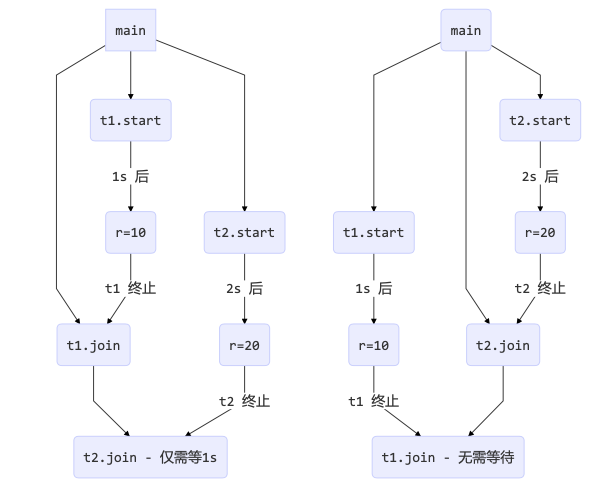 main
t1.start
1s 后
r=10
t2.start
t1 终止
2s 后
t1.join
r=20
t2 终止
t2.join - 仅需等1s
main
t2.start
2s 后
t1.start
r=20
1s 后
t2 终止
r=10
t2.join
t1 终止
t1.join - 无需等待